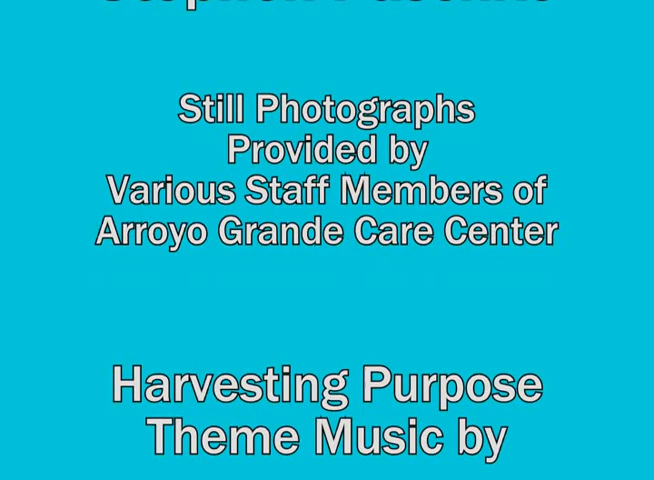 Still Photographs
Provided by
Various Staff Members of
Arroyo Grande Care Center
Harvesting Purpose
Theme Music by